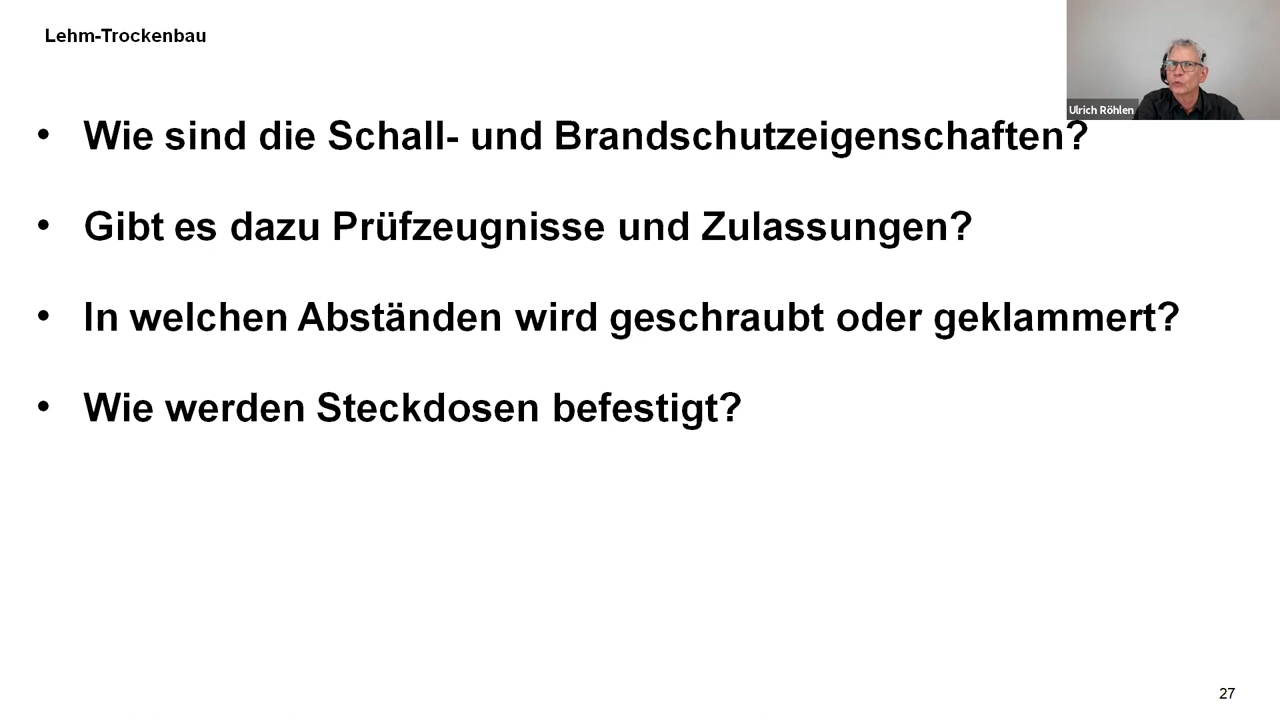 Lehm-Trockenbau
Ulrich Röhlen
• Wie sind die Schall- und Brandschutzeigenschaften?
• Gibt es dazu Prüfzeugnisse und Zulassungen?
• In welchen Abständen wird geschraubt oder geklammert?
• Wie werden Steckdosen befestigt?
27